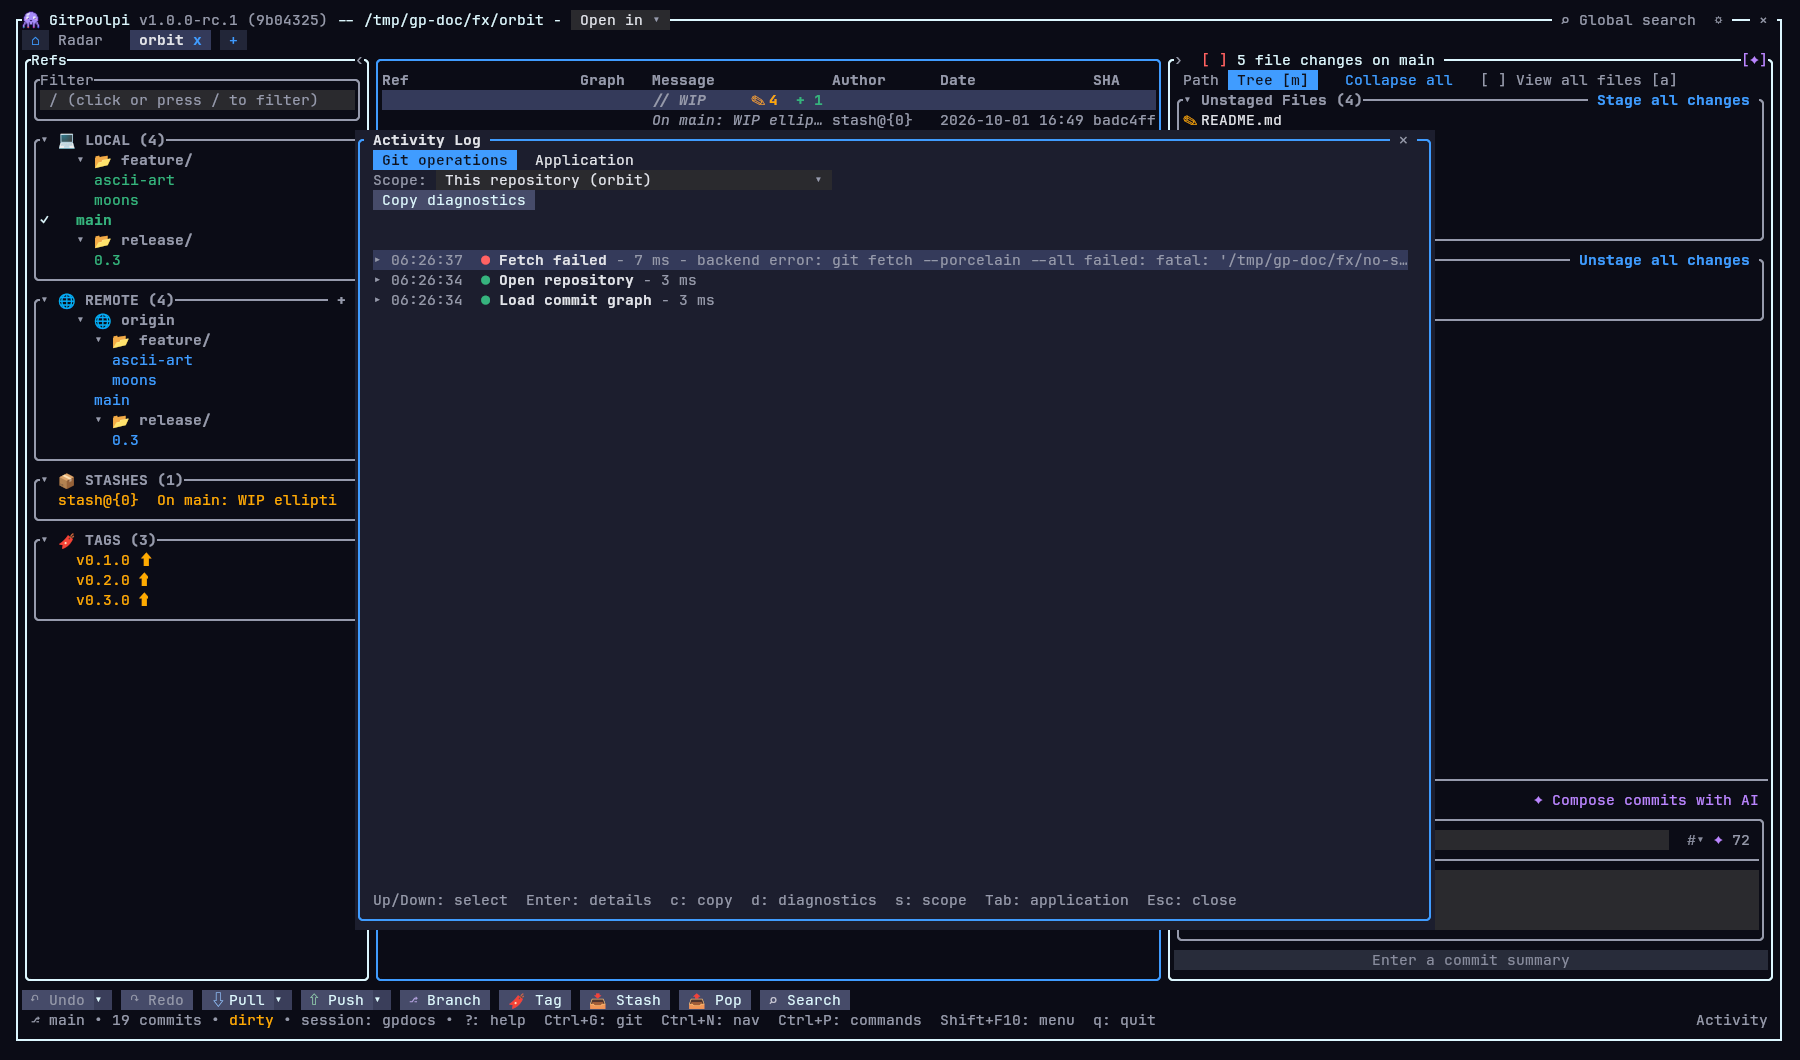 GitPoulpi v1.0.0-rc.1 (9b04325) -- /tmp/gp-doc/fx/orbit - Open in ▾ ⌕ Global search ⚙ — ×
⌂ Radar orbit x +
Refs ‹
Filter
/ (click or press / to filter)
▾ 💻 LOCAL (4)
▾ 📂 feature/
ascii-art
moons
✓ main
▾ 📂 release/
0.3
▾ 🌐 REMOTE (4) +
▾ 🌐 origin
▾ 📂 feature/
ascii-art
moons
main
▾ 📂 release/
0.3
▾ 📦 STASHES (1)
stash@{0} On main: WIP ellipti
▾ 🔖 TAGS (3)
v0.1.0 ⬆
v0.2.0 ⬆
v0.3.0 ⬆
Ref Graph Message Author Date SHA
// WIP ✎ 4 + 1
On main: WIP ellip… stash@{0} 2026-10-01 16:49 badc4ff
› [ ] 5 file changes on main [✦]
Path Tree [m] Collapse all [ ] View all files [a]
▾ Unstaged Files (4) Stage all changes
✎ README.md
Unstage all changes
✦ Compose commits with AI
#▾ ✦ 72
Enter a commit summary
Activity Log ×
Git operations Application
Scope: This repository (orbit) ▾
Copy diagnostics
▸ 06:26:37 ● Fetch failed - 7 ms - backend error: git fetch --porcelain --all failed: fatal: '/tmp/gp-doc/fx/no-s…
▸ 06:26:34 ● Open repository - 3 ms
▸ 06:26:34 ● Load commit graph - 3 ms
Up/Down: select Enter: details c: copy d: diagnostics s: scope Tab: application Esc: close
↶ Undo ▾ ↷ Redo ⇩ Pull ▾ ⇧ Push ▾ ⎇ Branch 🔖 Tag 📥 Stash 📤 Pop ⌕ Search
⎇ main • 19 commits • dirty • session: gpdocs • ?: help Ctrl+G: git Ctrl+N: nav Ctrl+P: commands Shift+F10: menu q: quit Activity